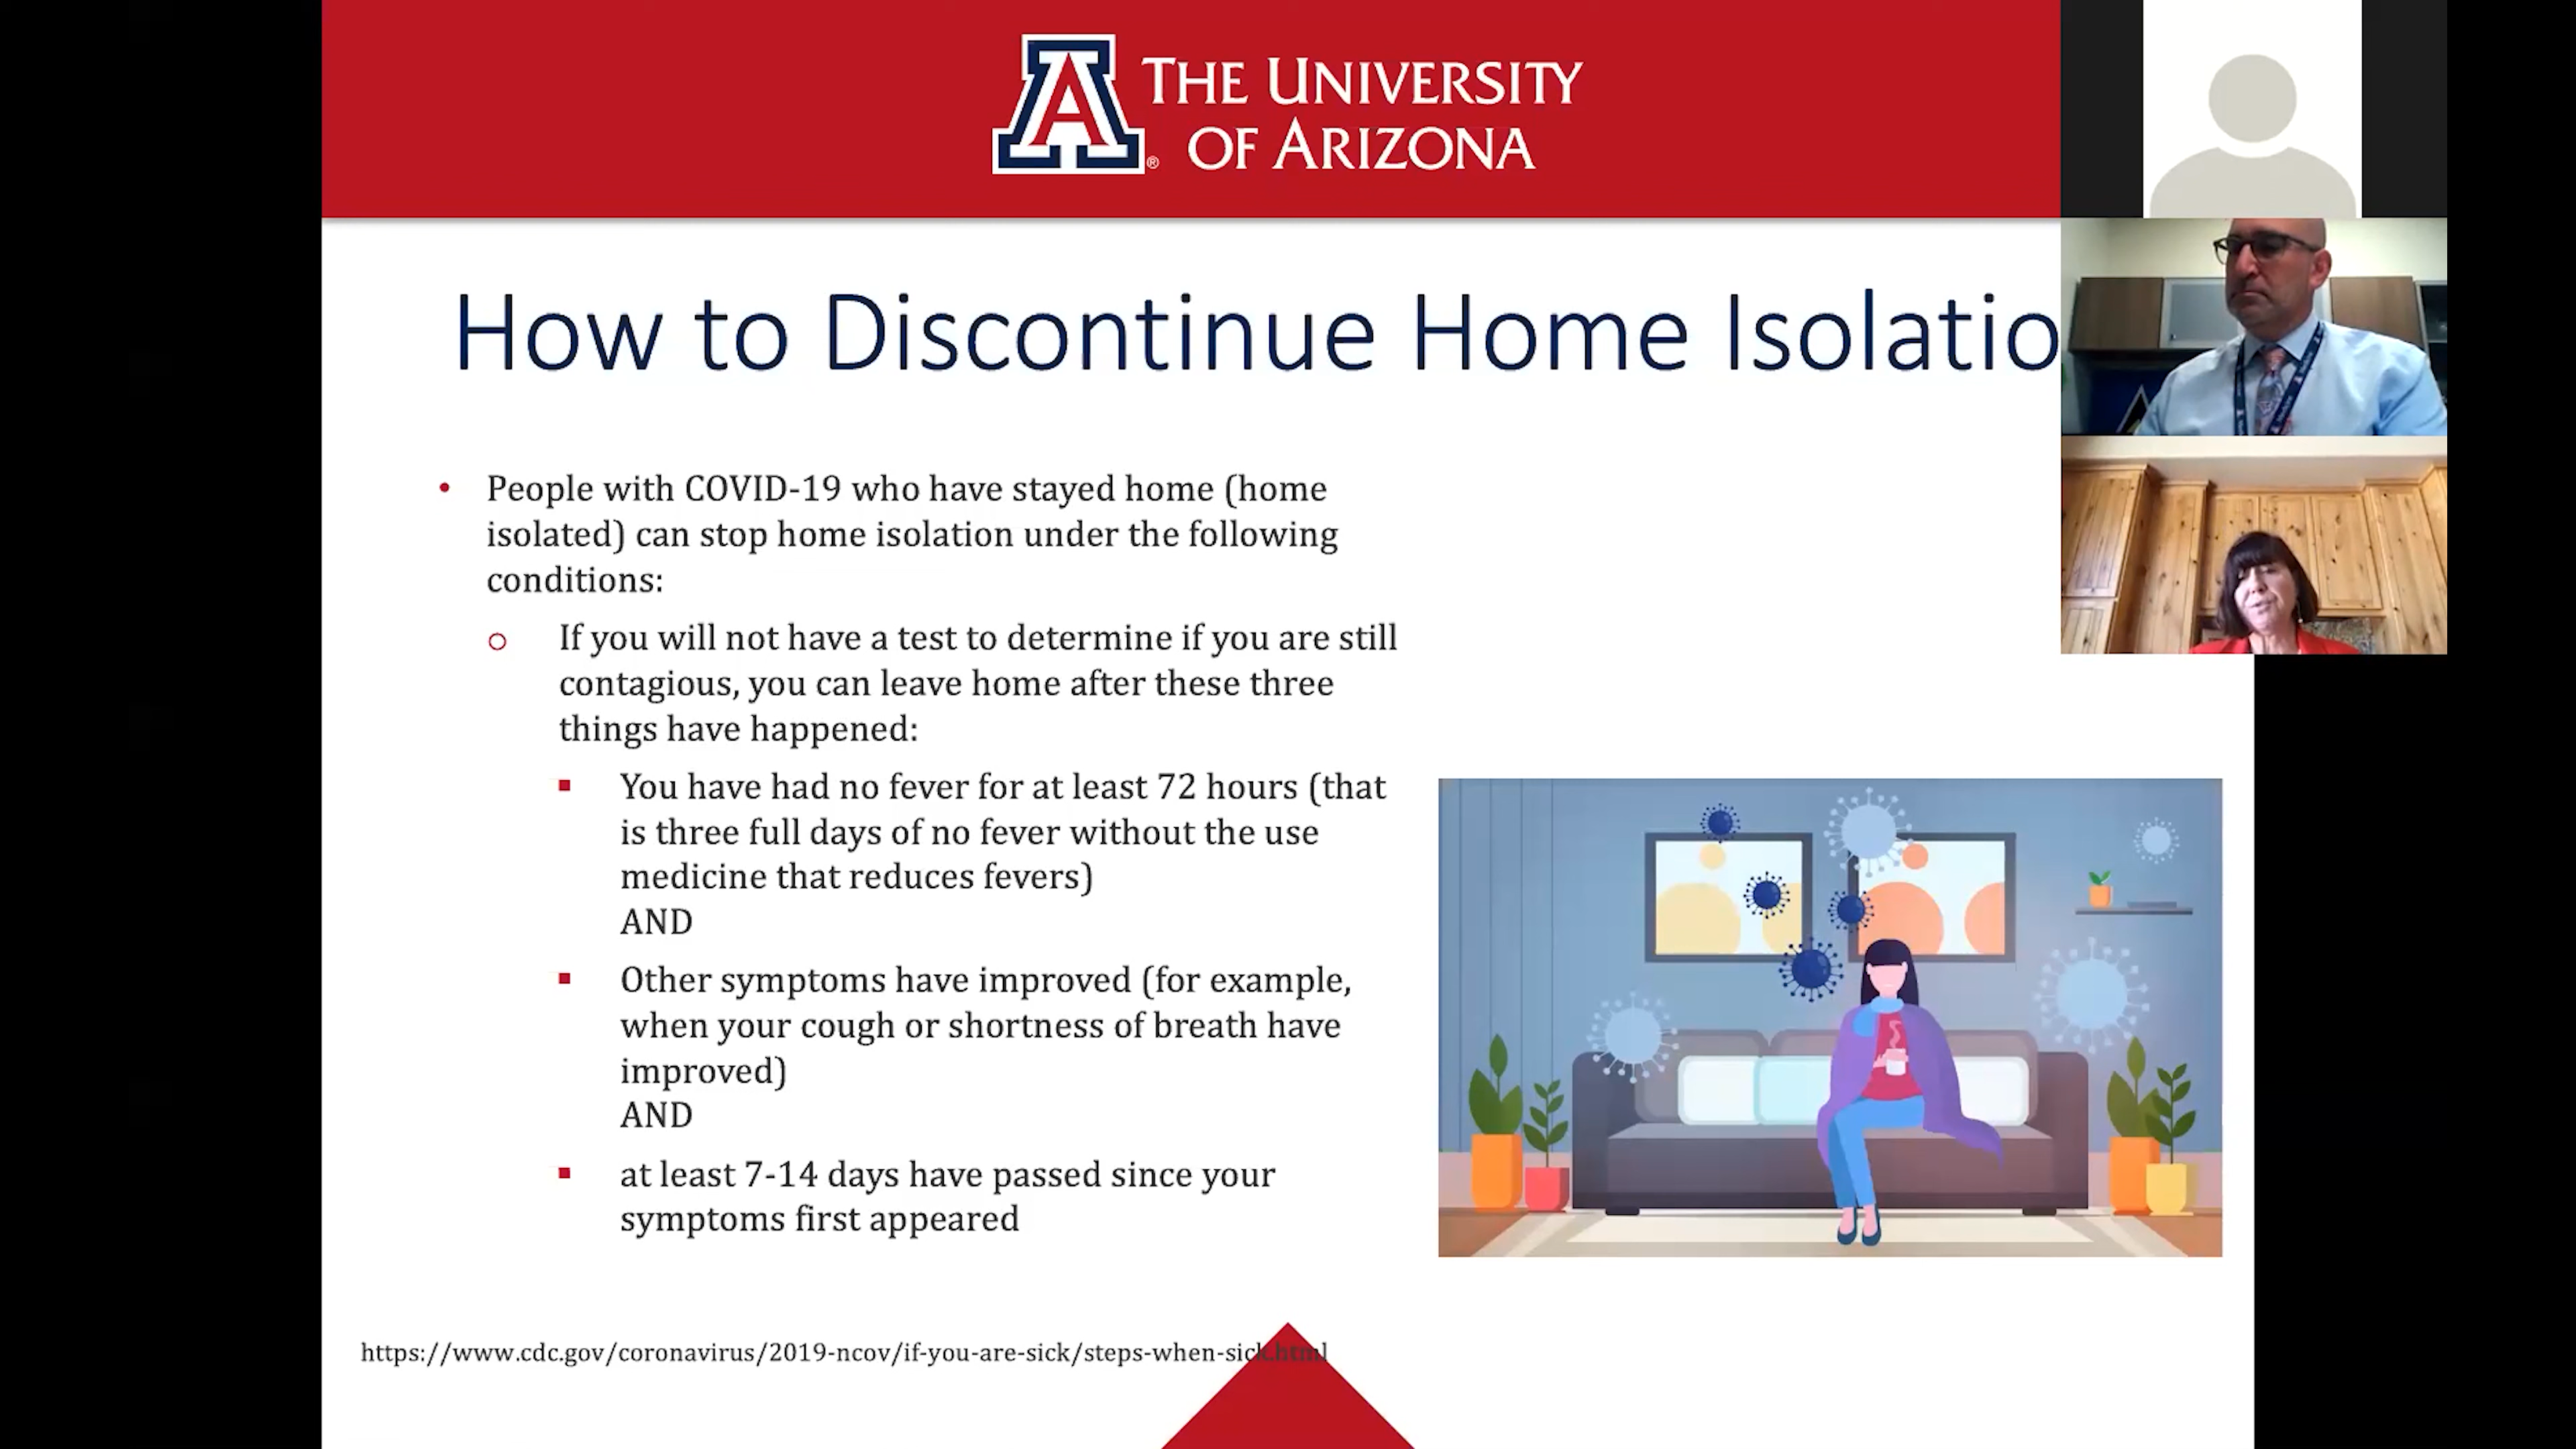 THE UNIVERSITY
OF ARIZONA
A
®
How to Discontinue Home Isolatio
• People with COVID-19 who have stayed home (home
isolated) can stop home isolation under the following
conditions:
o If you will not have a test to determine if you are still
contagious, you can leave home after these three
things have happened:
▪ You have had no fever for at least 72 hours (that
is three full days of no fever without the use
medicine that reduces fevers)
AND
▪ Other symptoms have improved (for example,
when your cough or shortness of breath have
improved)
AND
▪ at least 7-14 days have passed since your
symptoms first appeared
https://www.cdc.gov/coronavirus/2019-ncov/if-you-are-sick/steps-when-sick.html